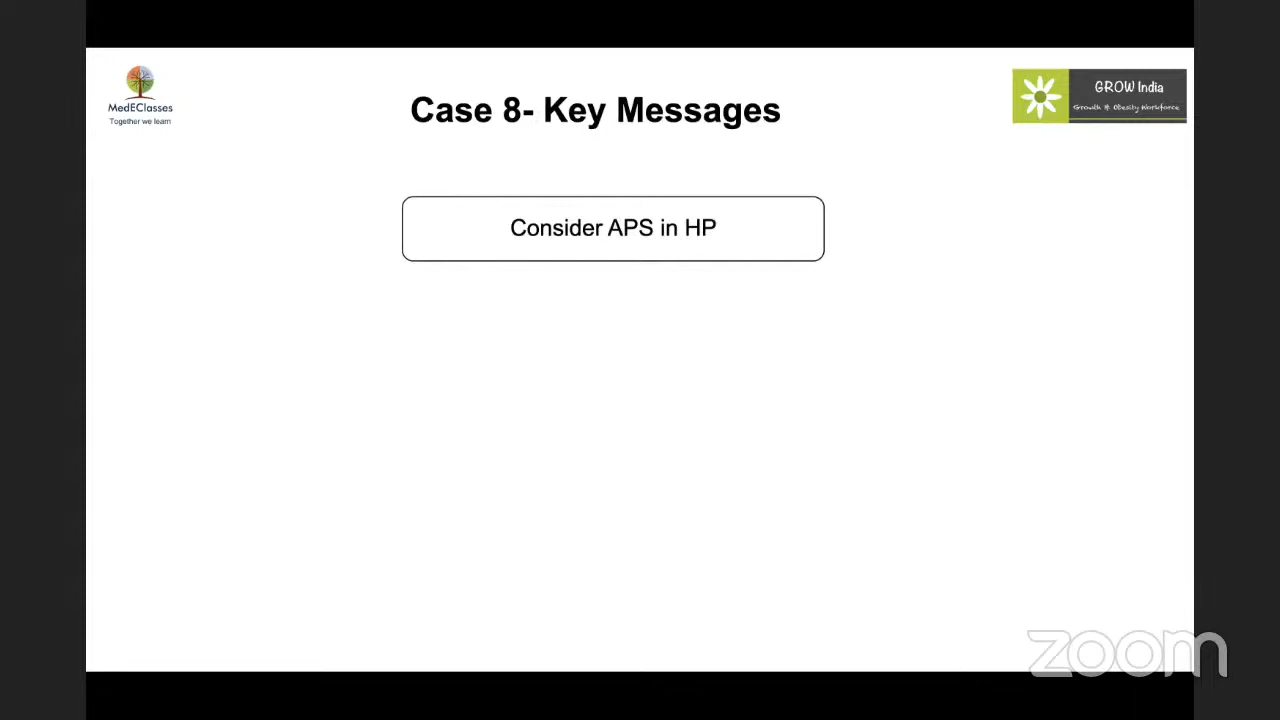 MedEClasses
Together we learn
Case 8- Key Messages
GROW India
Growth & Obesity Workforce
Consider APS in HP
zoom